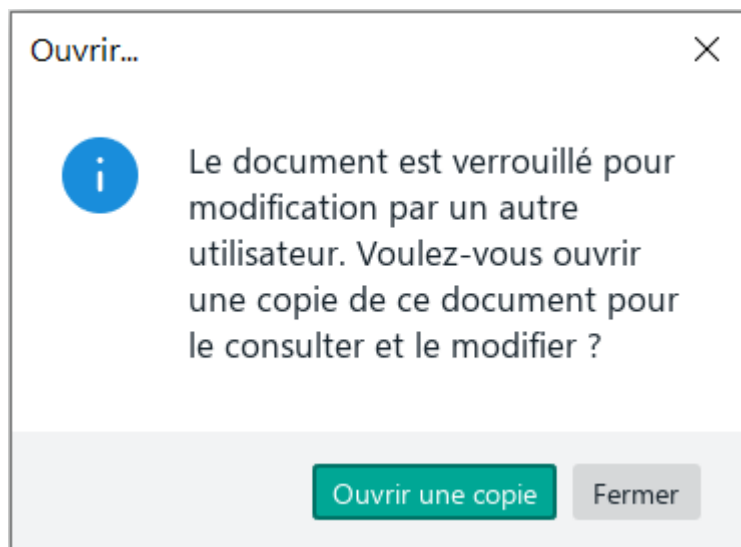 Ouvrir...
Le document est verrouillé pour
modification par un autre
utilisateur. Voulez-vous ouvrir
une copie de ce document pour
le consulter et le modifier ?
Ouvrir une copie
Fermer